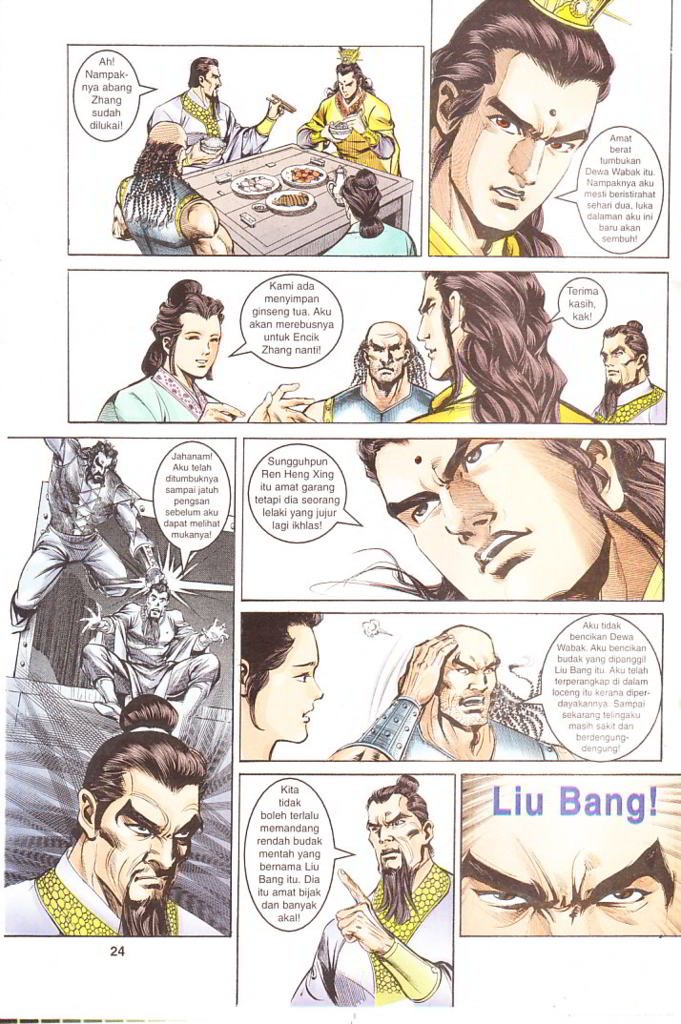 Ah!
Nampak-
nya abang
Zhang
sudah
dilukai!
Amat
berat
tumbukan
Dewa Wabak itu.
Nampaknya aku
mesti beristirahat
sehari dua, luka
dalaman aku ini
baru akan
sembuh!
Kami ada
menyimpan
ginseng tua. Aku
akan merebusnya
untuk Encik
Zhang nanti!
Terima
kasih,
kak!
Jahanam!
Aku telah
ditumbuknya
sampai jatuh
pengsan
sebelum aku
dapat melihat
mukanya!
Sungguhpun
Ren Heng Xing
itu amat garang
tetapi dia seorang
lelaki yang jujur
lagi ikhlas!
Aku tidak
bencikan Dewa
Wabak. Aku bencikan
budak yang dipanggil
Liu Bang itu. Aku telah
terperangkap di dalam
loceng itu kerana diper-
dayakannya. Sampai
sekarang telingaku
masih sakit dan
berdengung-
dengung!
Kita
tidak
boleh terlalu
memandang
rendah budak
mentah yang
bernama Liu
Bang itu. Dia
itu amat bijak
dan banyak
akal!
Liu Bang!
24